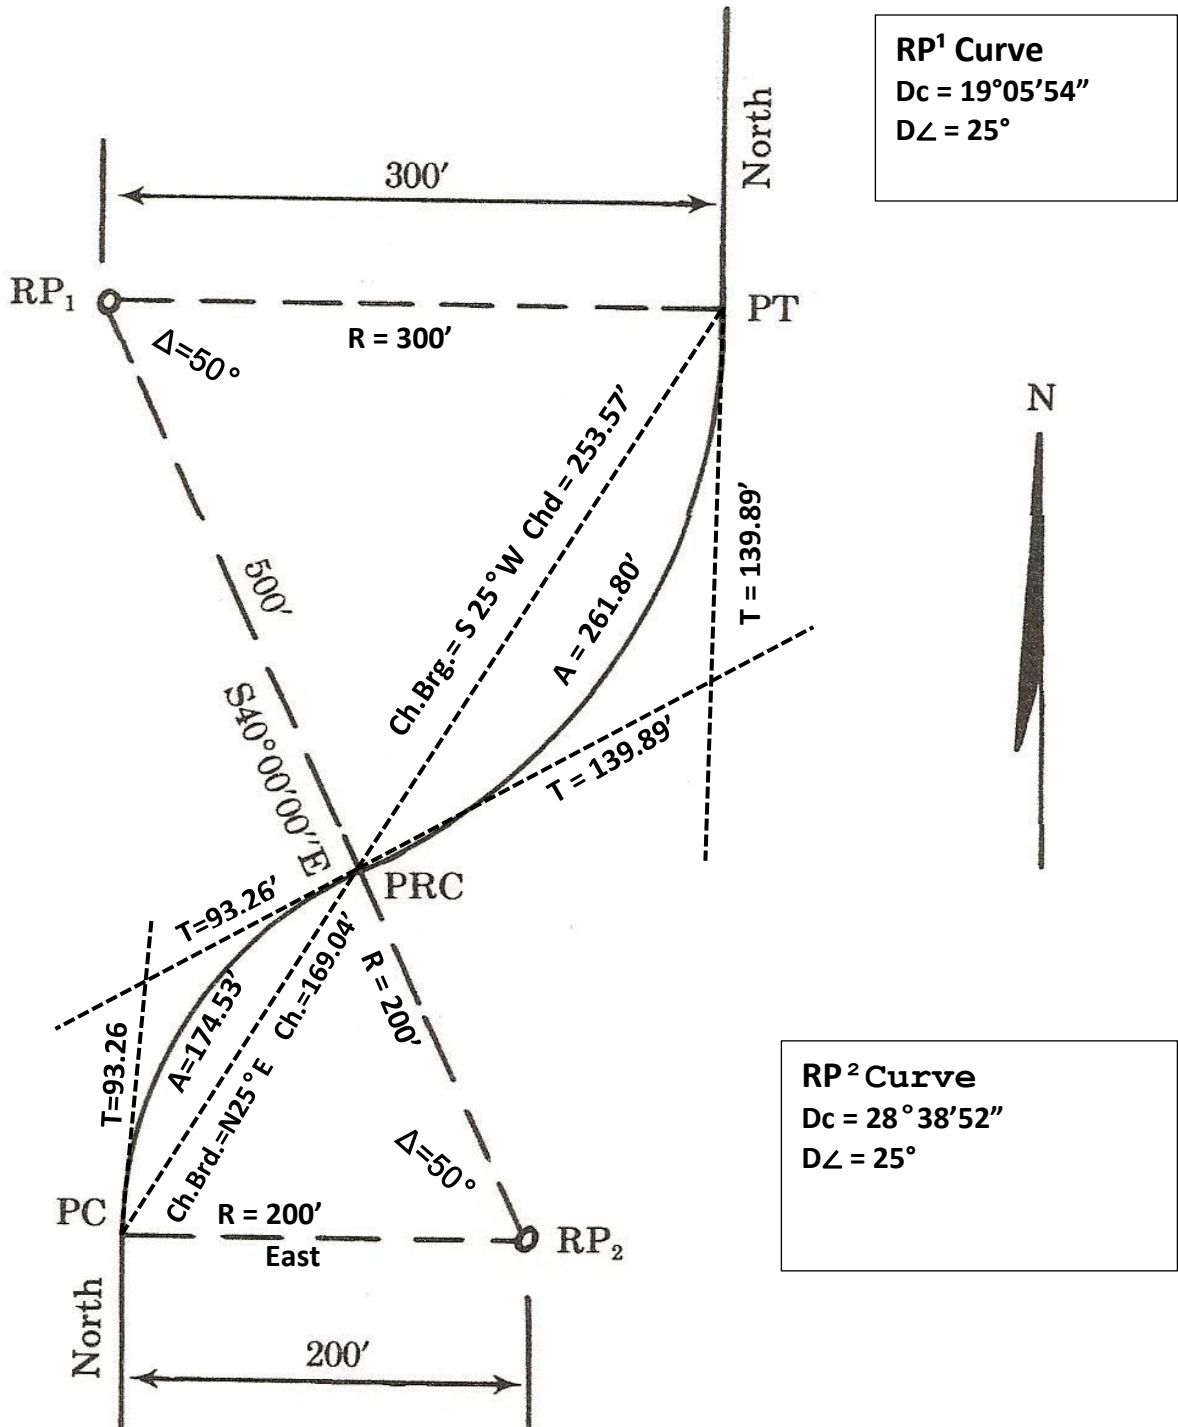 RP¹ Curve
Dc = 19°05’54”
D∠ = 25°
North
300'
RP₁
PT
R = 300’
Δ=50°
N
Ch.Brg.= S 25°W Chd = 253.57’
T = 139.89’
A = 261.80’
500'
S40°00'00"E
T = 139.89’
PRC
T=93.26’
R = 200’
A=174.53’
Ch.Brd.=N25°E Ch.=169.04’
T=93.26
Δ=50°
RP ² Curve
Dc = 28°38’52”
D∠ = 25°
PC
R = 200’
East
RP₂
North
200'